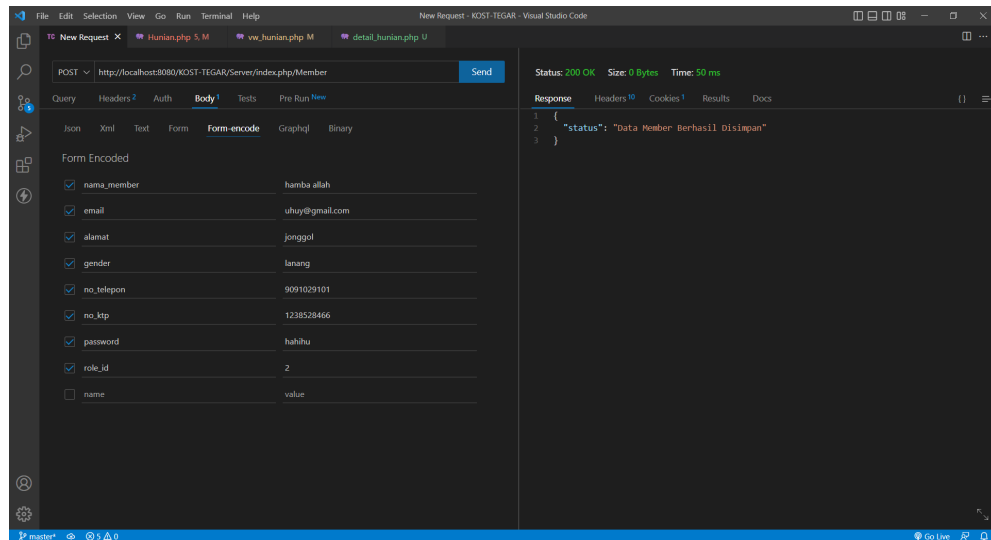 File Edit Selection View Go Run Terminal Help
New Request - KOST-TEGAR - Visual Studio Code
TC New Request
Hunian.php 5, M
vw_hunian.php M
detail_hunian.php U
POST http://localhost:8080/KOST-TEGAR/Server/index.php/Member Send
Status: 200 OK Size: 0 Bytes Time: 50 ms
Query Headers 2 Auth Body 1 Tests Pre Run New
Response Headers 10 Cookies 1 Results Docs
{ }
Json Xml Text Form Form-encode Graphql Binary
1 {
2 "status": "Data Member Berhasil Disimpan"
3 }
Form Encoded
nama_member hamba allah
email uhuy@gmail.com
alamat jonggol
gender lanang
no_telepon 9091029101
no_ktp 1238528466
password hahihu
role_id 2
name value
5
master* 5 0
Go Live